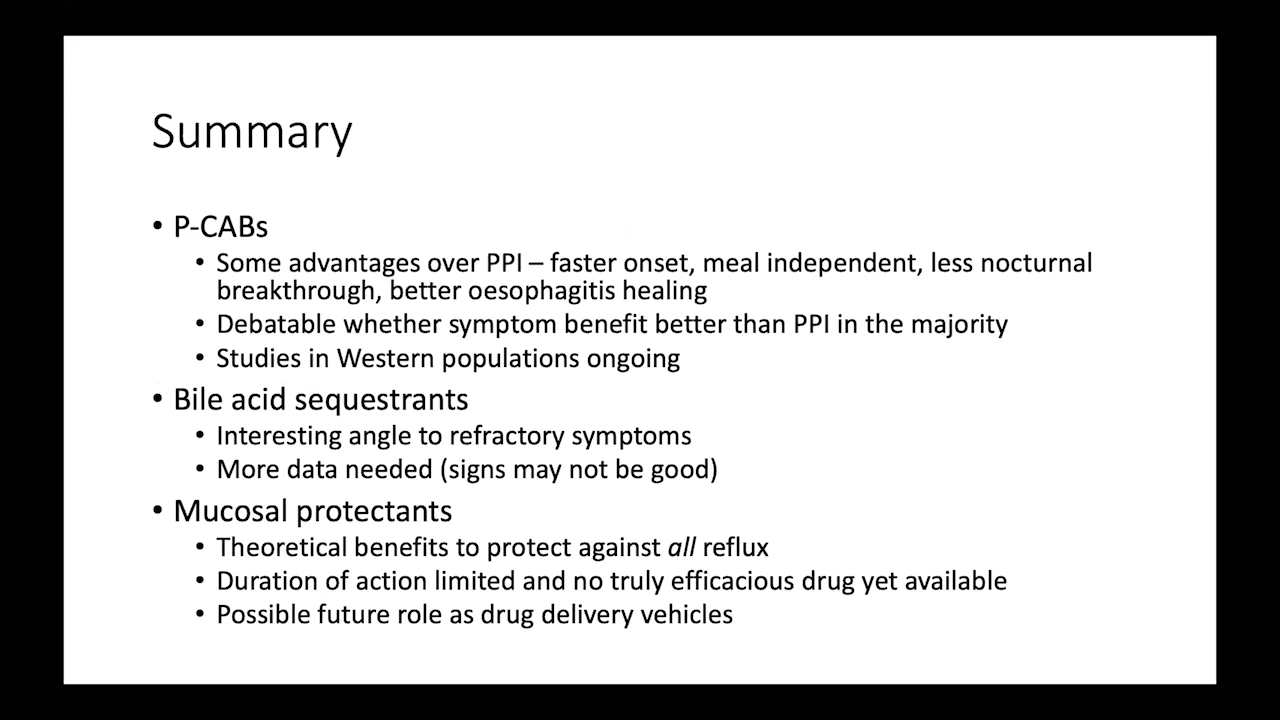 Summary
• P-CABs
• Some advantages over PPI – faster onset, meal independent, less nocturnal
breakthrough, better oesophagitis healing
• Debatable whether symptom benefit better than PPI in the majority
• Studies in Western populations ongoing
• Bile acid sequestrants
• Interesting angle to refractory symptoms
• More data needed (signs may not be good)
• Mucosal protectants
• Theoretical benefits to protect against all reflux
• Duration of action limited and no truly efficacious drug yet available
• Possible future role as drug delivery vehicles